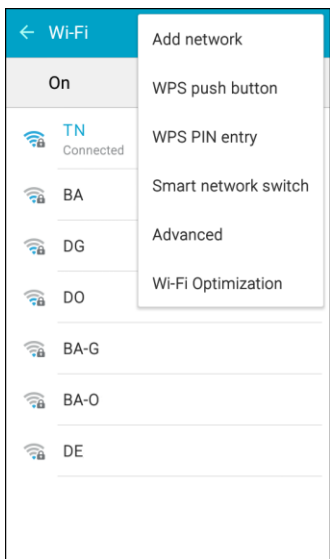 Wi-Fi
On
TN
Connected
BA
DG
DO
BA-G
BA-O
DE
Add network
WPS push button
WPS PIN entry
Smart network switch
Advanced
Wi-Fi Optimization